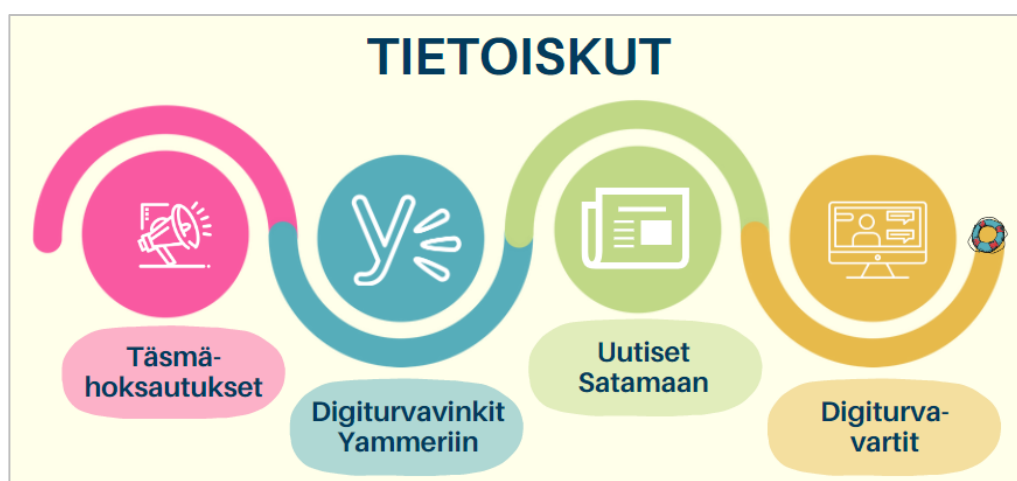 TIETOISKUT
Täsmä-
hoksautukset
Digiturvavinkit
Yammeriin
Uutiset
Satamaan
Digiturva-
vartit